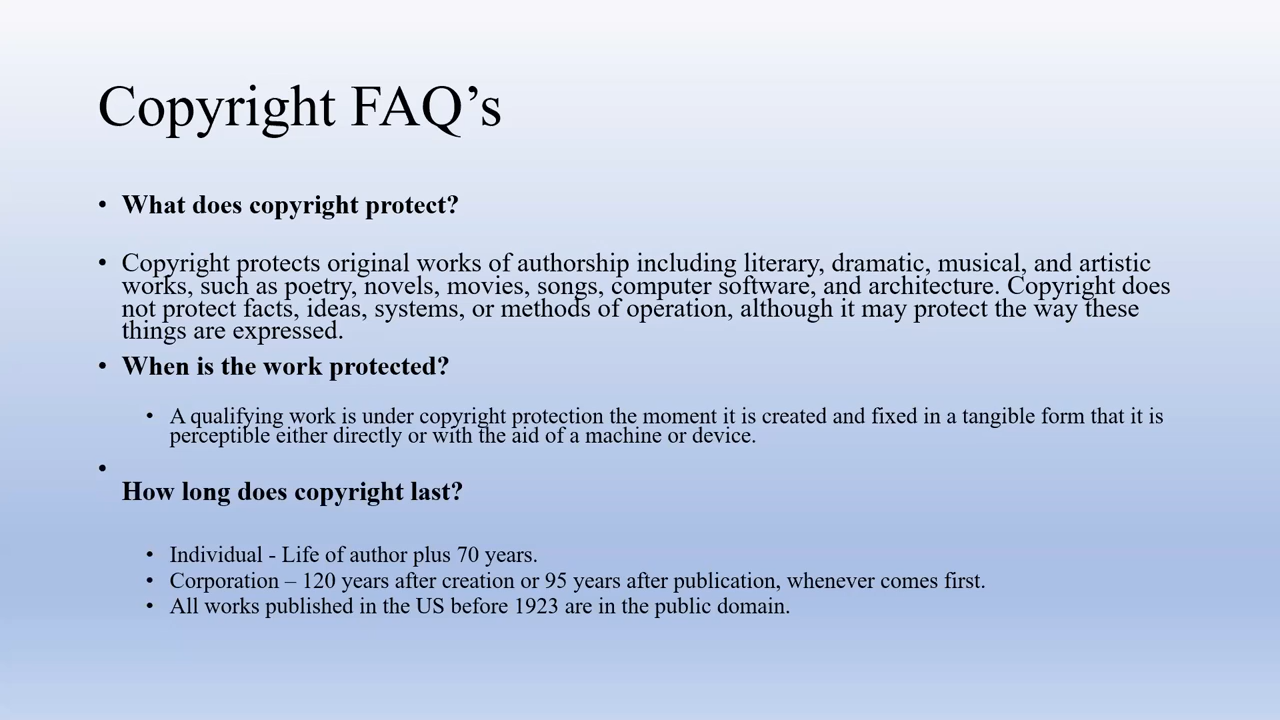 Copyright FAQ’s
• What does copyright protect?
• Copyright protects original works of authorship including literary, dramatic, musical, and artistic
works, such as poetry, novels, movies, songs, computer software, and architecture. Copyright does
not protect facts, ideas, systems, or methods of operation, although it may protect the way these
things are expressed.
• When is the work protected?
• A qualifying work is under copyright protection the moment it is created and fixed in a tangible form that it is
perceptible either directly or with the aid of a machine or device.
•
How long does copyright last?
• Individual - Life of author plus 70 years.
• Corporation – 120 years after creation or 95 years after publication, whenever comes first.
• All works published in the US before 1923 are in the public domain.